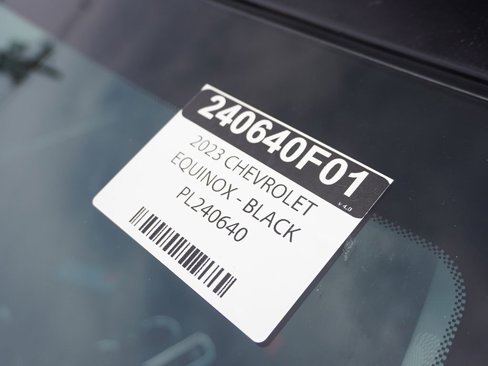 240640F01
v 4.0
2023 CHEVROLET
EQUINOX - BLACK
PL240640